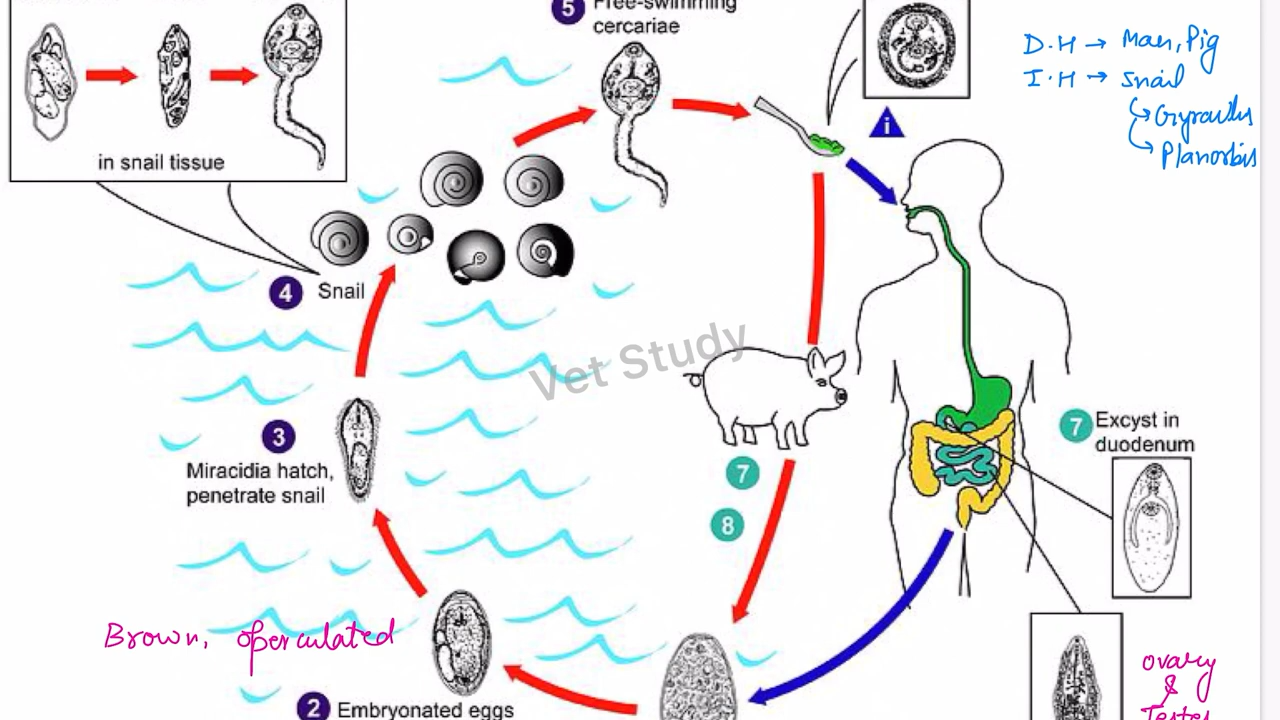 5 Free-swimming
cercariae
in snail tissue
i
D.H → Man, Pig
I.H → Snail
↳ Gyraulus
↳ Planorbis
4 Snail
Vet Study
3
Miracidia hatch,
penetrate snail
7 Excyst in
duodenum
7
8
Brown, operculated
2 Embryonated eggs
ovary
&
Testes